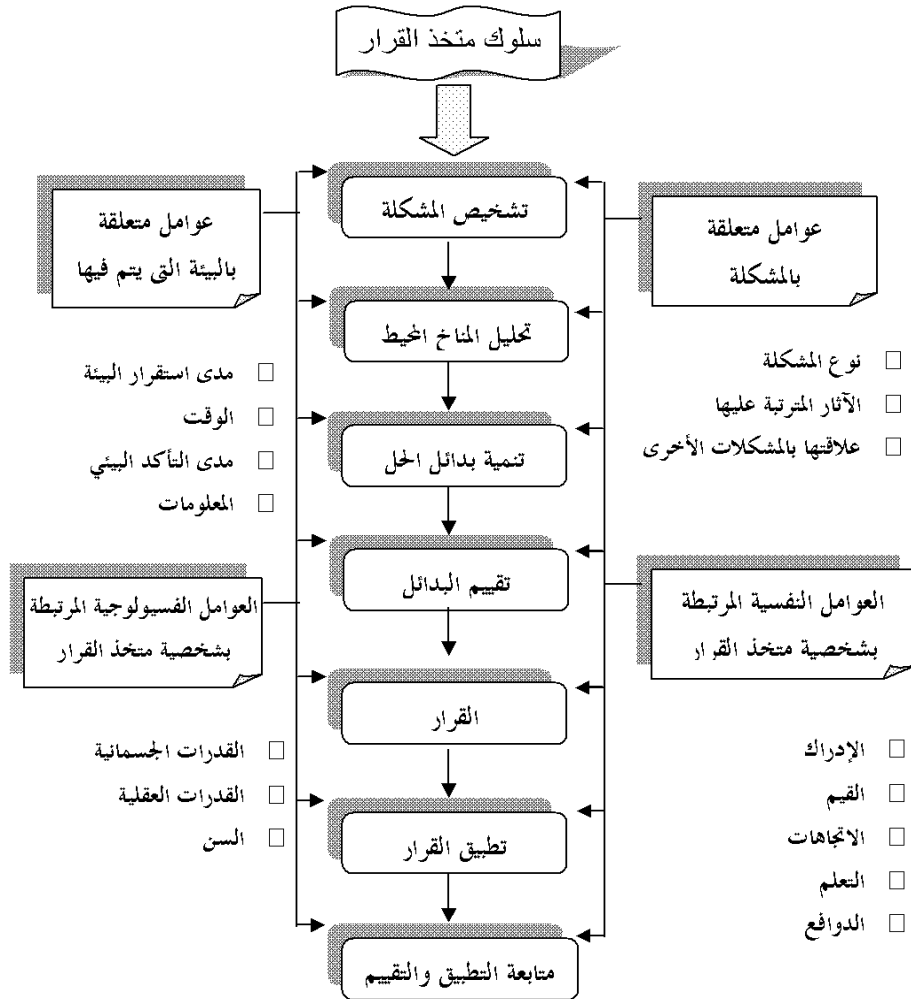 سلوك متخذ القرار
تشخيص المشكلة
عوامل متعلقة
بالمشكلة
عوامل متعلقة
بالبيئة التى يتم فيها
تحليل المناخ المحيط
نوع المشكلة
الآثار المترتبة عليها
علاقتها بالمشكلات الأخرى
مدى استقرار البيئة
الوقت
مدى التأكد البيئي
المعلومات
تنمية بدائل الحل
تقييم البدائل
العوامل النفسية المرتبطة
بشخصية متخذ القرار
العوامل الفسيولوجية المرتبطة
بشخصية متخذ القرار
القرار
الإدراك
القيم
الاتجاهات
التعلم
الدوافع
القدرات الجسمانية
القدرات العقلية
السن
تطبيق القرار
متابعة التطبيق والتقييم